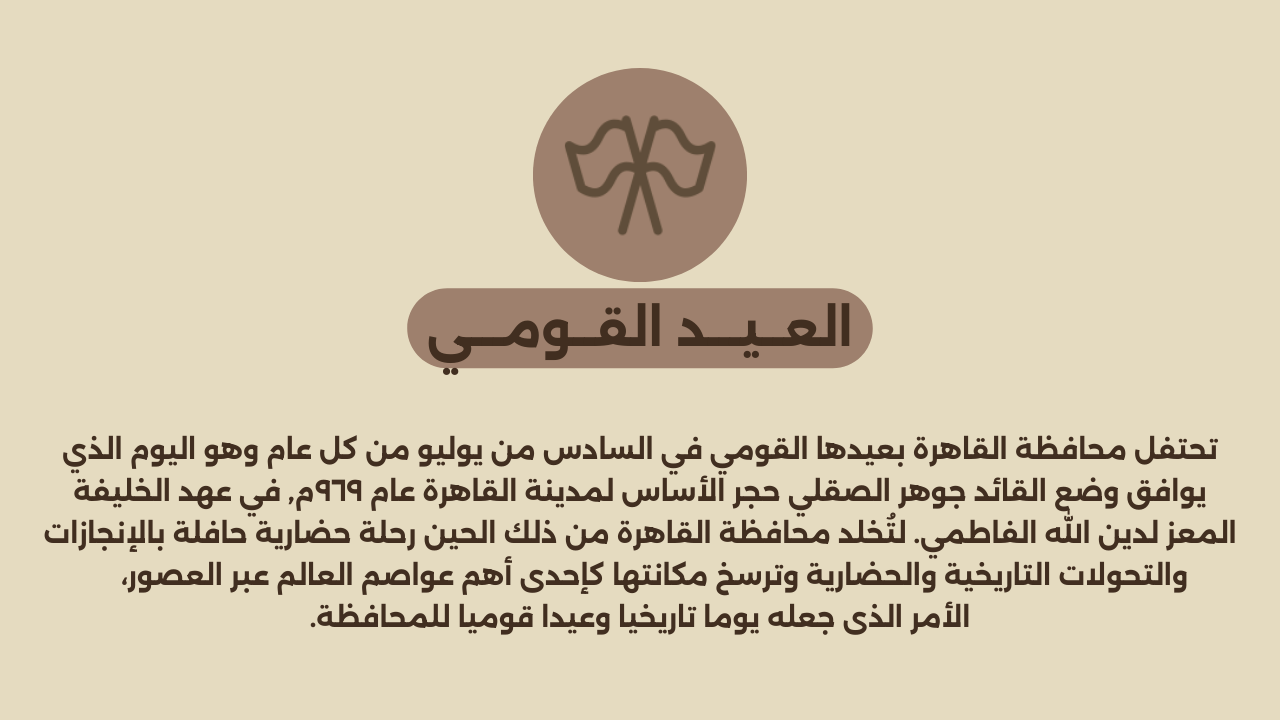 العيـــد القــومــي
تحتفل محافظة القاهرة بعيدها القومي في السادس من يوليو من كل عام وهو اليوم الذي
يوافق وضع القائد جوهر الصقلي حجر الأساس لمدينة القاهرة عام ٩٦٩م, في عهد الخليفة
المعز لدين الله الفاطمي. لتُخلد محافظة القاهرة من ذلك الحين رحلة حضارية حافلة بالإنجازات
والتحولات التاريخية والحضارية وترسخ مكانتها كإحدى أهم عواصم العالم عبر العصور،
الأمر الذى جعله يوما تاريخيا وعيدا قوميا للمحافظة.